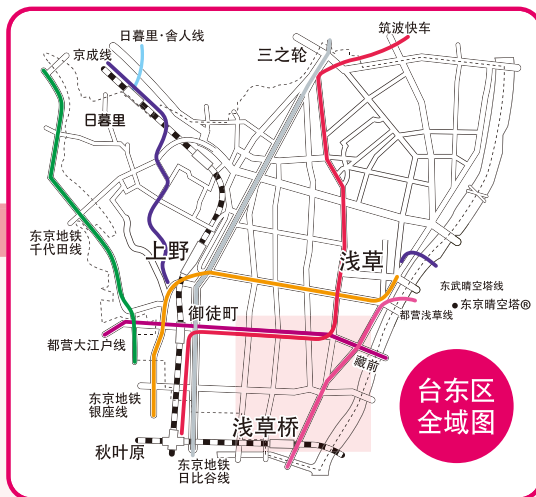 日暮里·舍人线
筑波快车
京成线
三之轮
日暮里
东京地铁
千代田线
上野
浅草
东武晴空塔线
东京晴空塔®
御徒町
都营浅草线
都营大江户线
藏前
台东区
全域图
东京地铁
银座线
浅草桥
秋叶原
东京地铁
日比谷线